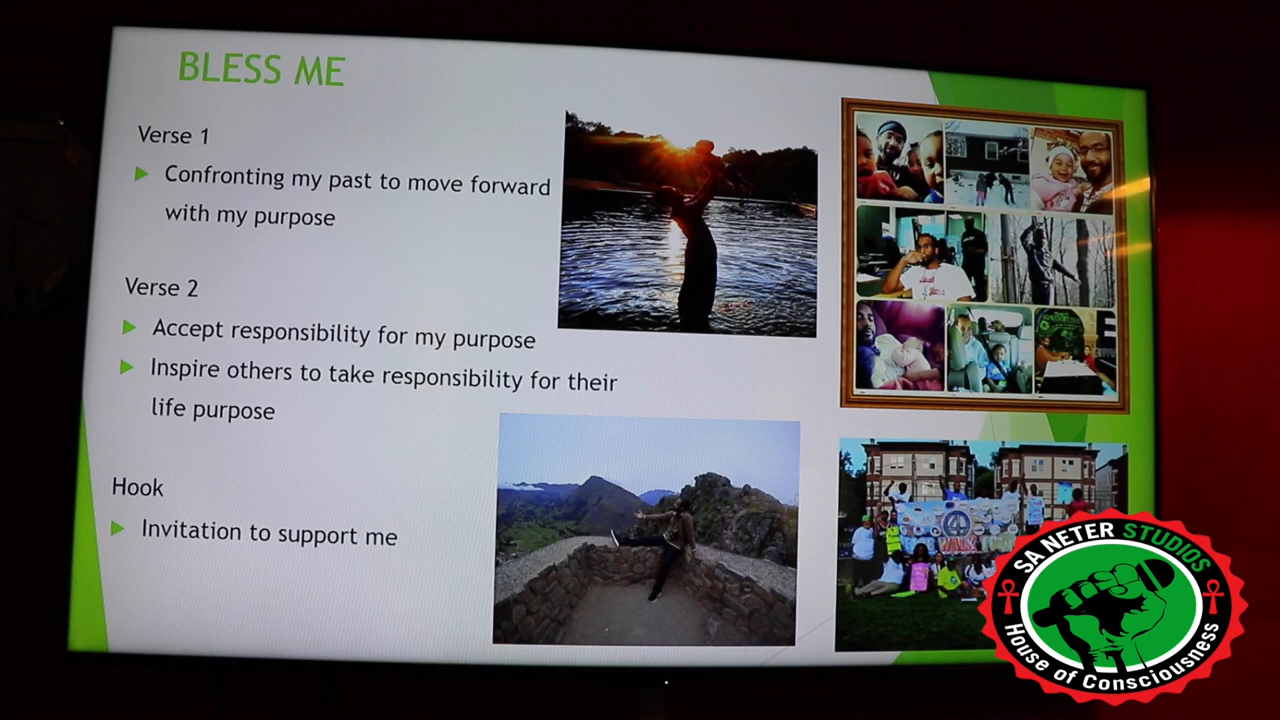 BLESS ME
Verse 1
Confronting my past to move forward
with my purpose
Verse 2
Accept responsibility for my purpose
Inspire others to take responsibility for their
life purpose
Hook
Invitation to support me
SA NETER STUDIOS
House of Consciousness